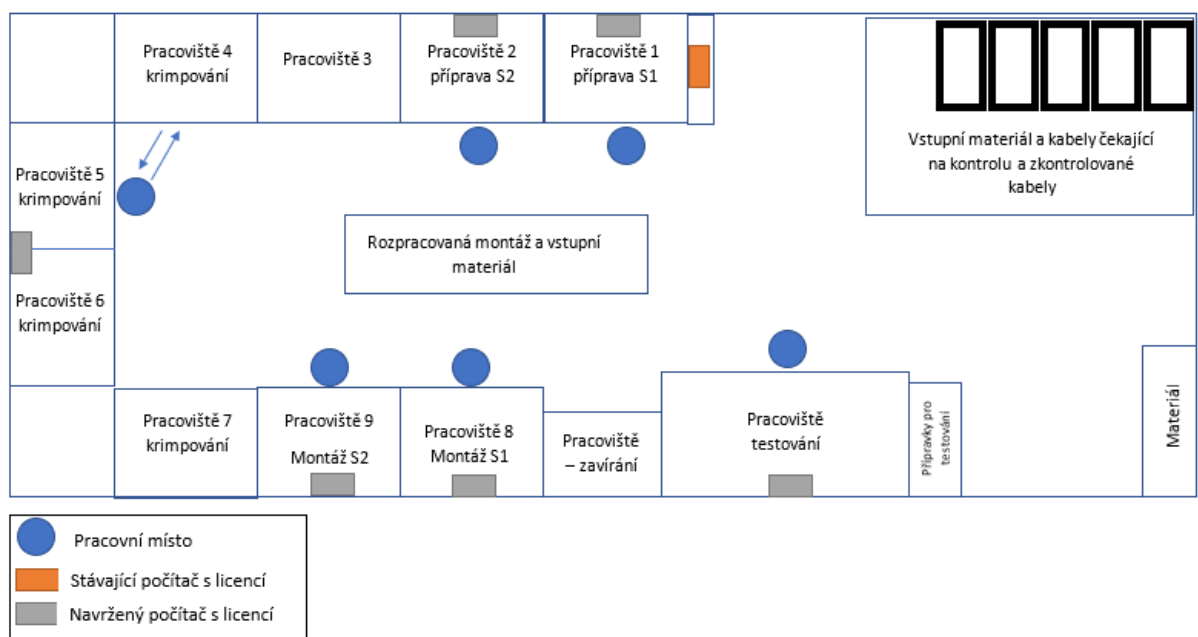 Pracoviště 4
krimpování
Pracoviště 3
Pracoviště 2
příprava S2
Pracoviště 1
příprava S1
Vstupní materiál a kabely čekající
na kontrolu a zkontrolované
kabely
Pracoviště 5
krimpování
Rozpracovaná montáž a vstupní
materiál
Pracoviště 6
krimpování
Pracoviště 7
krimpování
Pracoviště 9
Montáž S2
Pracoviště 8
Montáž S1
Pracoviště
– zavírání
Pracoviště
testování
Přípravky pro
testování
Materiál
Pracovní místo
Stávající počítač s licencí
Navržený počítač s licencí